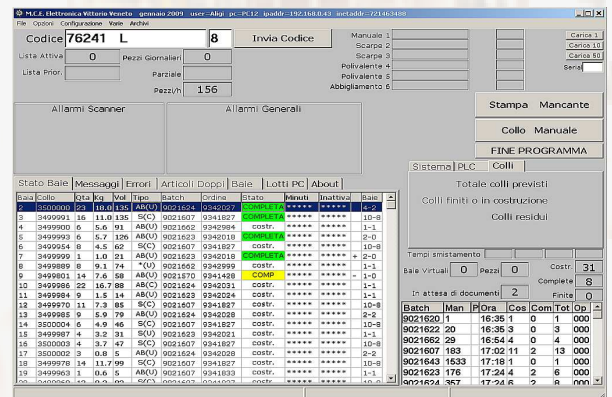 M.C.E. Elettronica Vittorio Veneto gennaio 2009 user--Aligi pc--PC12 ipaddr--192.168.0.43 inetaddr--721463488
File Opzioni Configurazione Varie Archivi
Codice 76241 L 8 Invia Codice
Manuale 1 Carica 1
Scarpe 2 Carica 10
Scarpe 3 Carica 50
Polivalente 4 Serial
Polivalente 5
Abbigliamento 6
Lista Attiva 0 Pezzi Giornalieri 0
Lista Prior. Parziale
Pezzi/h 156
Allarmi Scanner Allarmi Generali
Stampa Mancante
Collo Manuale
FINE PROGRAMMA
Sistema PLC Colli
Totale colli previsti
Colli finiti o in costruzione
Colli residui
Tempi smistamento
Baie Virtuali 0 Pezzi 0 Costr. 31
Complete 8
In attesa di documenti 2 Finite 0
Stato Baie Messaggi Errori Articoli Doppi Baie Lotti PC About
Baia Collo Qta Kg Vol Tipo Batch Ordine Stato Minuti Inattiva Baie
2 3500000 23 18.0 135 AB(U) 9021624 9342027 COMPLETA ***** ***** 4-2
3 3499991 16 11.0 135 S(C) 9021607 9341827 COMPLETA ***** ***** 10-8
4 3499900 6 5.6 91 AB(U) 9021662 9342984 costr. ***** ***** 1-1
5 3499993 6 5.7 126 AB(U) 9021623 9342018 COMPLETA ***** ***** 2-0
6 3499954 8 4.5 62 S(C) 9021607 9341827 costr. ***** ***** 10-8
7 3499999 1 1.0 21 AB(U) 9021623 9342018 COMPLETA ***** ***** + 2-0
8 3499889 8 9.1 74 *(U) 9021662 9342999 costr. ***** ***** 1-1
9 3499801 14 7.6 58 AB(U) 9021570 9341428 COMP ***** ***** - 1-0
10 3499986 22 16.7 88 AB(C) 9021624 9342031 costr. ***** ***** 1-1
11 3499984 9 1.5 14 AB(U) 9021623 9342024 costr. ***** ***** 1-1
12 3499970 11 7.3 85 S(C) 9021607 9341827 costr. ***** ***** 10-8
13 3499985 9 5.9 79 AB(U) 9021624 9342028 costr. ***** ***** 2-2
14 3500004 6 4.9 46 S(C) 9021607 9341827 costr. ***** ***** 10-8
15 3499987 4 3.2 31 S(U) 9021623 9342013 costr. ***** ***** 1-1
16 3500003 4 3.7 47 S(C) 9021607 9341827 costr. ***** ***** 10-8
17 3500002 3 0.8 5 AB(U) 9021624 9342028 costr. ***** ***** 2-2
18 3499978 14 11.7 99 S(C) 9021607 9341827 costr. ***** ***** 10-8
19 3499963 1 0.6 5 AB(U) 9021607 9341833 costr. ***** ***** 1-1
Batch Man P Ora Cos Com Tot Op
9021620 1 16:35 1 0 1 000
9021622 20 16:35 3 0 3 000
9021662 29 16:54 4 0 4 000
9021607 183 17:02 11 2 13 000
9021643 1533 17:18 1 0 1 000
9021623 176 17:24 4 2 6 000
9021624 357 17:24 6 2 8 000